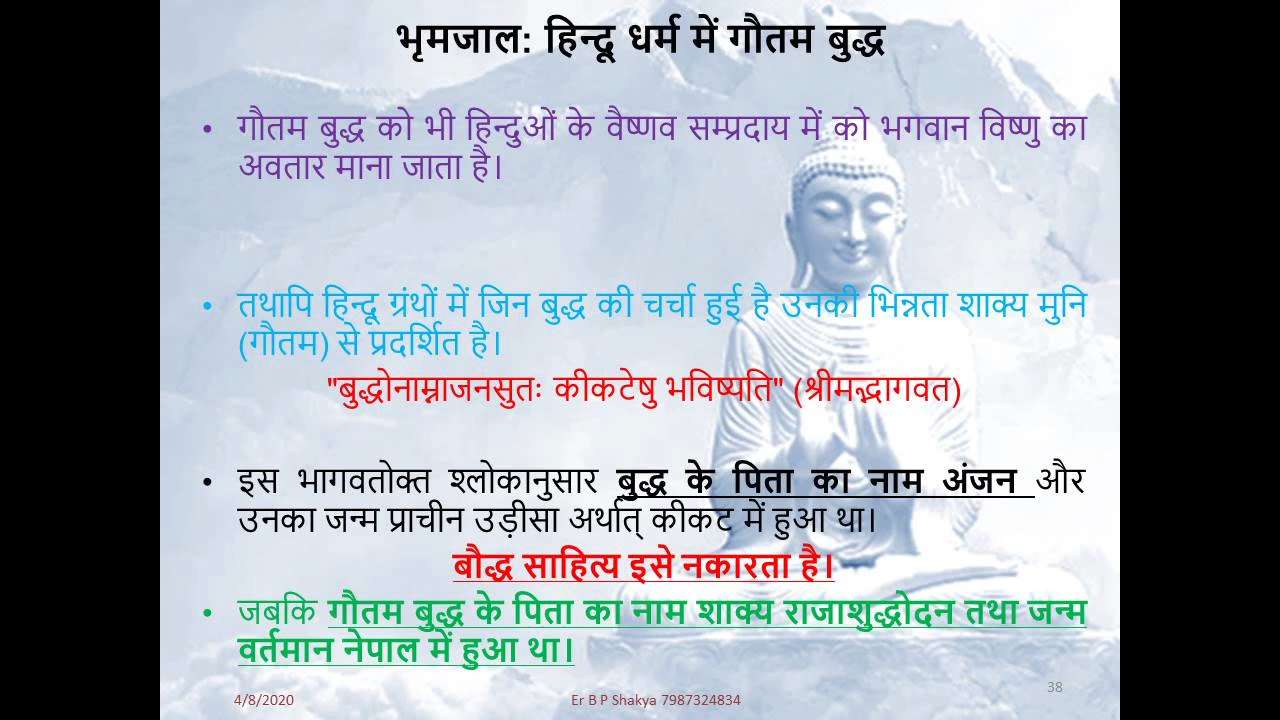 भृमजाल: हिन्दू धर्म में गौतम बुद्ध
• गौतम बुद्ध को भी हिन्दुओं के वैष्णव सम्प्रदाय में को भगवान विष्णु का
अवतार माना जाता है।
• तथापि हिन्दू ग्रंथों में जिन बुद्ध की चर्चा हुई है उनकी भिन्नता शाक्य मुनि
(गौतम) से प्रदर्शित है।
"बुद्धोनाम्नाजनसुतः कीकटेषु भविष्यति" (श्रीमद्भागवत)
• इस भागवतोक्त श्लोकानुसार बुद्ध के पिता का नाम अंजन और
उनका जन्म प्राचीन उड़ीसा अर्थात् कीकट में हुआ था।
बौद्ध साहित्य इसे नकारता है।
• जबकि गौतम बुद्ध के पिता का नाम शाक्य राजाशुद्धोदन तथा जन्म
वर्तमान नेपाल में हुआ था।
38
4/8/2020 Er B P Shakya 7987324834